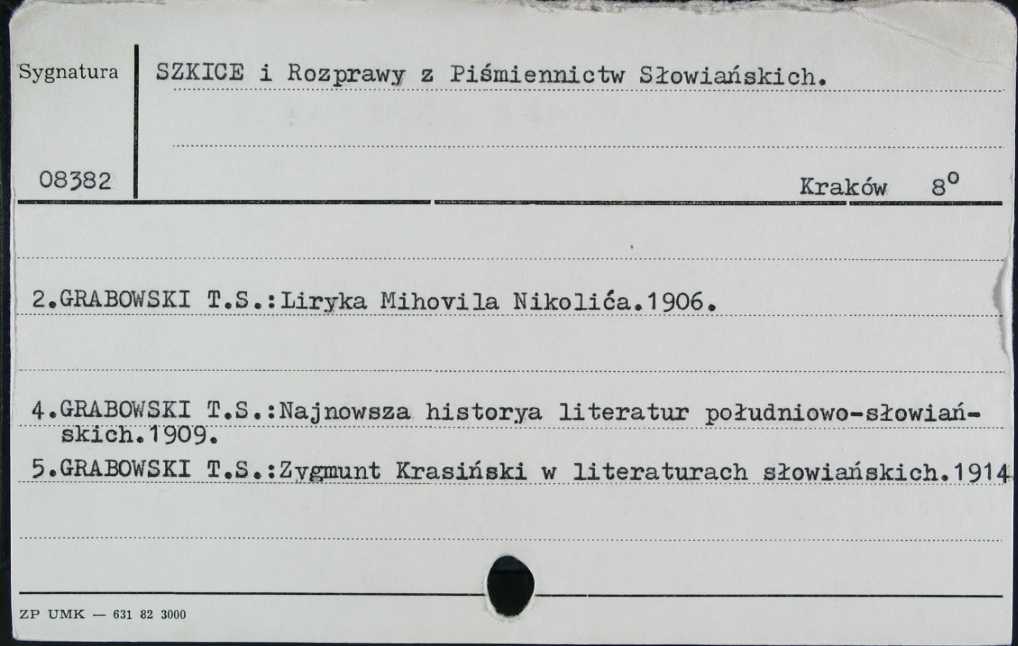 Sygnatura
SZKICE i Rozprawy z Piśmiennictw Słowiańskich.
08382
Kraków 8º
2.GRABOWSKI T.S.:Liryka Mihovila Nikolića.1906.
4.GRABOWSKI T.S.:Najnowsza historya literatur południowo-słowiań-
skich.1909.
5.GRABOWSKI T.S.:Zygmunt Krasiński w literaturach słowiańskich.1914
ZP UMK — 631 82 3000